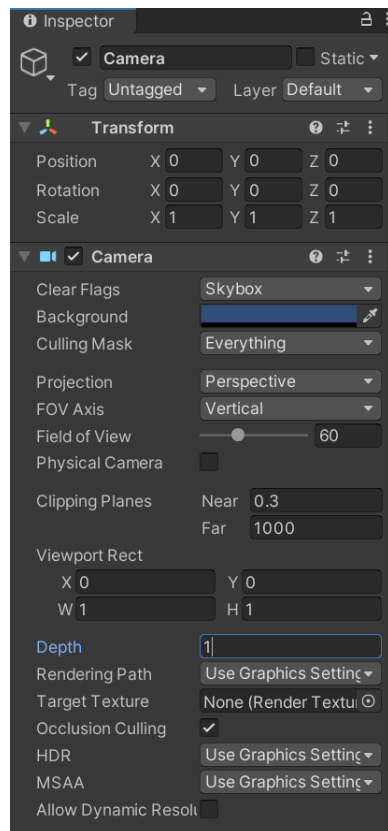 Inspector
Camera Static
Tag Untagged Layer Default
Transform
Position X 0 Y 0 Z 0
Rotation X 0 Y 0 Z 0
Scale X 1 Y 1 Z 1
Camera
Clear Flags Skybox
Background
Culling Mask Everything
Projection Perspective
FOV Axis Vertical
Field of View 60
Physical Camera
Clipping Planes Near 0.3
Far 1000
Viewport Rect
X 0 Y 0
W 1 H 1
Depth 1
Rendering Path Use Graphics Setting
Target Texture None (Render Textu
Occlusion Culling
HDR Use Graphics Setting
MSAA Use Graphics Setting
Allow Dynamic Resolu